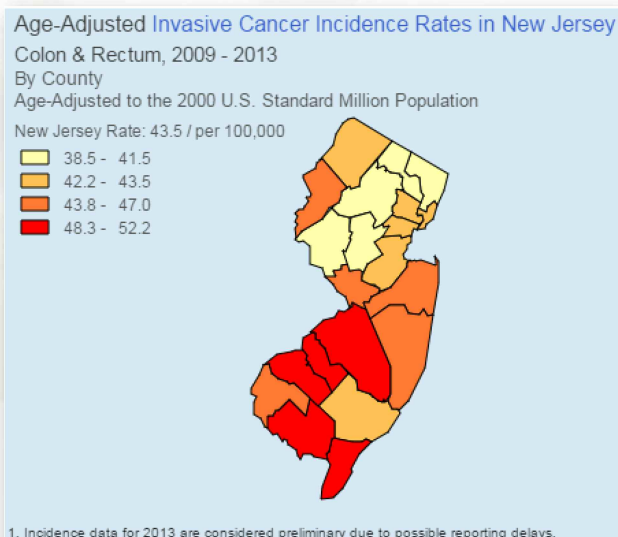 Age-Adjusted Invasive Cancer Incidence Rates in New Jersey
Colon & Rectum, 2009 - 2013
By County
Age-Adjusted to the 2000 U.S. Standard Million Population
New Jersey Rate: 43.5 / per 100,000
38.5 - 41.5
42.2 - 43.5
43.8 - 47.0
48.3 - 52.2
1. Incidence data for 2013 are considered preliminary due to possible reporting delays.